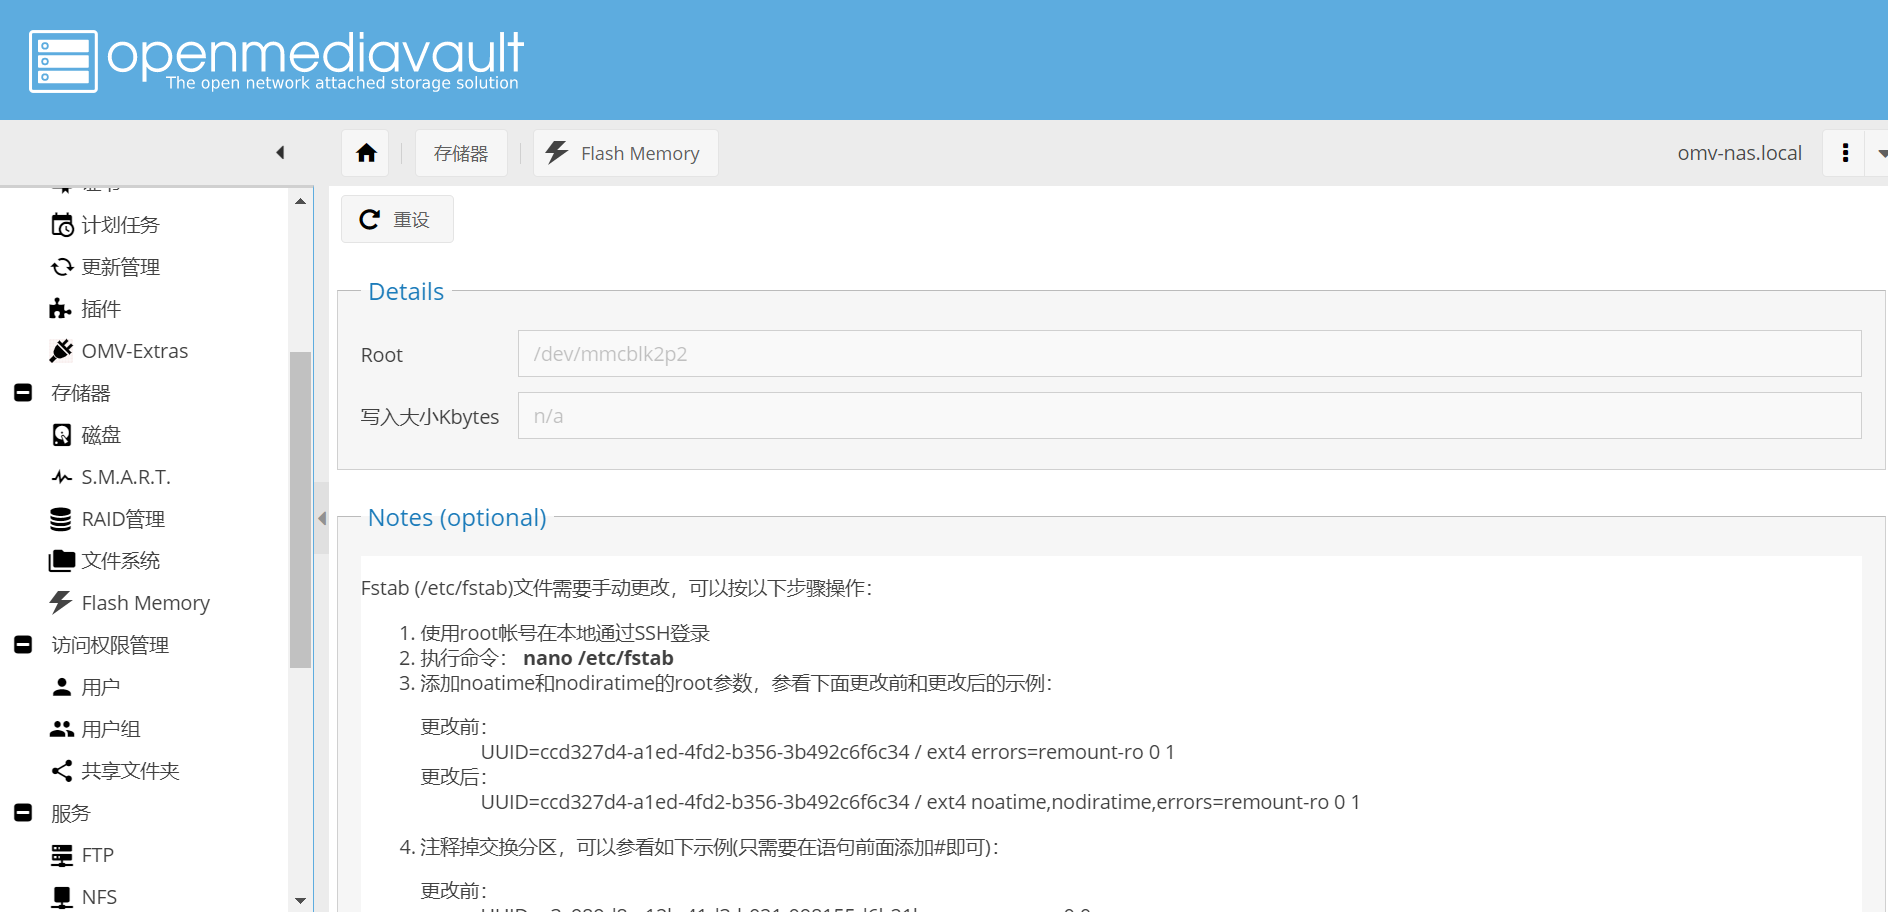 openmediavault
The open network attached storage solution
存储器
Flash Memory
omv-nas.local
证书
计划任务
更新管理
插件
OMV-Extras
存储器
磁盘
S.M.A.R.T.
RAID管理
文件系统
Flash Memory
访问权限管理
用户
用户组
共享文件夹
服务
FTP
NFS
重设
Details
Root
/dev/mmcblk2p2
写入大小Kbytes
n/a
Notes (optional)
Fstab (/etc/fstab)文件需要手动更改，可以按以下步骤操作：
1. 使用root帐号在本地通过SSH登录
2. 执行命令： nano /etc/fstab
3. 添加noatime和nodiratime的root参数，参看下面更改前和更改后的示例：
更改前：
UUID=ccd327d4-a1ed-4fd2-b356-3b492c6f6c34 / ext4 errors=remount-ro 0 1
更改后：
UUID=ccd327d4-a1ed-4fd2-b356-3b492c6f6c34 / ext4 noatime,nodiratime,errors=remount-ro 0 1
4. 注释掉交换分区，可以参看如下示例(只需要在语句前面添加#即可)：
更改前：